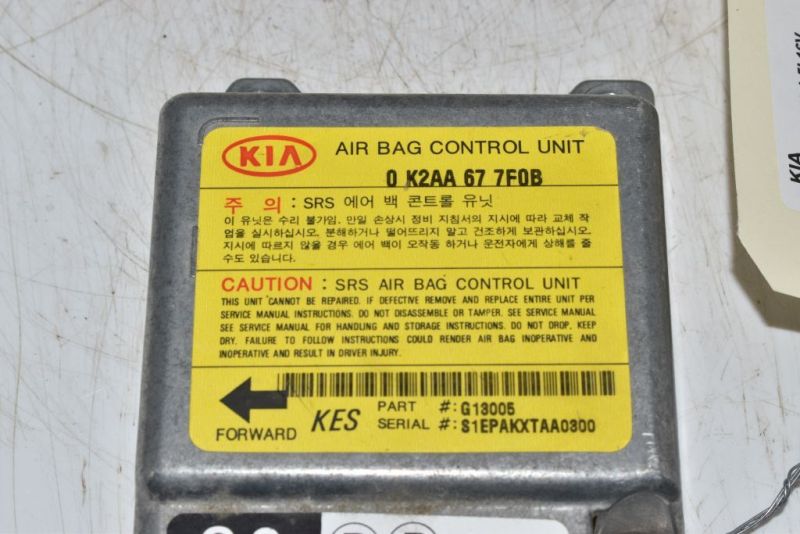 KIA
AIR BAG CONTROL UNIT
0 K2AA 67 7F0B
주 의 : SRS 에어 백 콘트롤 유닛
이 유닛은 수리 불가임. 만일 손상시 정비 지침서의 지시에 따라 교체 작
업을 실시하십시오. 분해하거나 떨어뜨리지 말고 건조하게 보관하십시오.
지시에 따르지 않을 경우 에어 백이 오작동 하거나 운전자에게 상해를 줄
수도 있습니다.
CAUTION : SRS AIR BAG CONTROL UNIT
THIS UNIT CANNOT BE REPAIRED. IF DEFECTIVE REMOVE AND REPLACE ENTIRE UNIT PER
SERVICE MANUAL INSTRUCTIONS. DO NOT DISASSEMBLE OR TAMPER. SEE SERVICE MANUAL
SEE SERVICE MANUAL FOR HANDLING AND STORAGE INSTRUCTIONS. DO NOT DROP, KEEP
DRY. FAILURE TO FOLLOW INSTRUCTIONS COULD RENDER AIR BAG INOPERATIVE AND
INOPERATIVE AND RESULT IN DRIVER INJURY.
FORWARD
KES
PART #: G13005
SERIAL #: S1EPAKXTAA0300
KIA